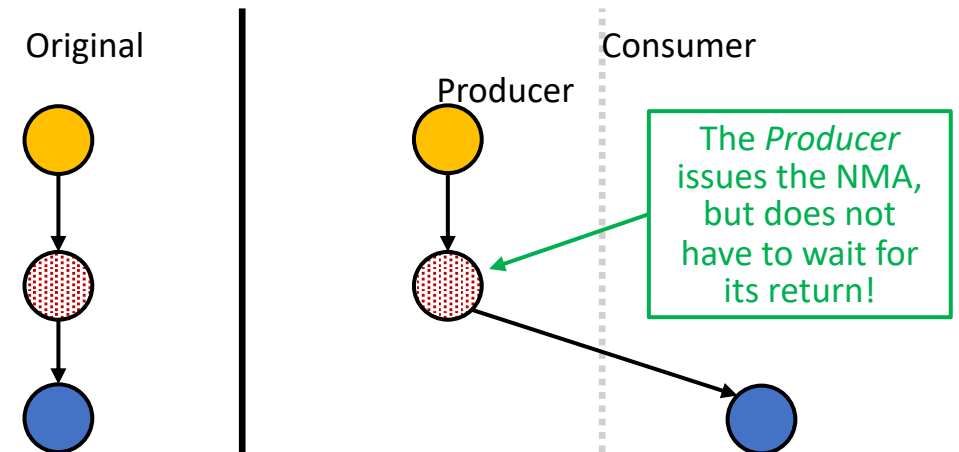 Original
Consumer
Producer
The Producer
issues the NMA,
but does not
have to wait for
its return!